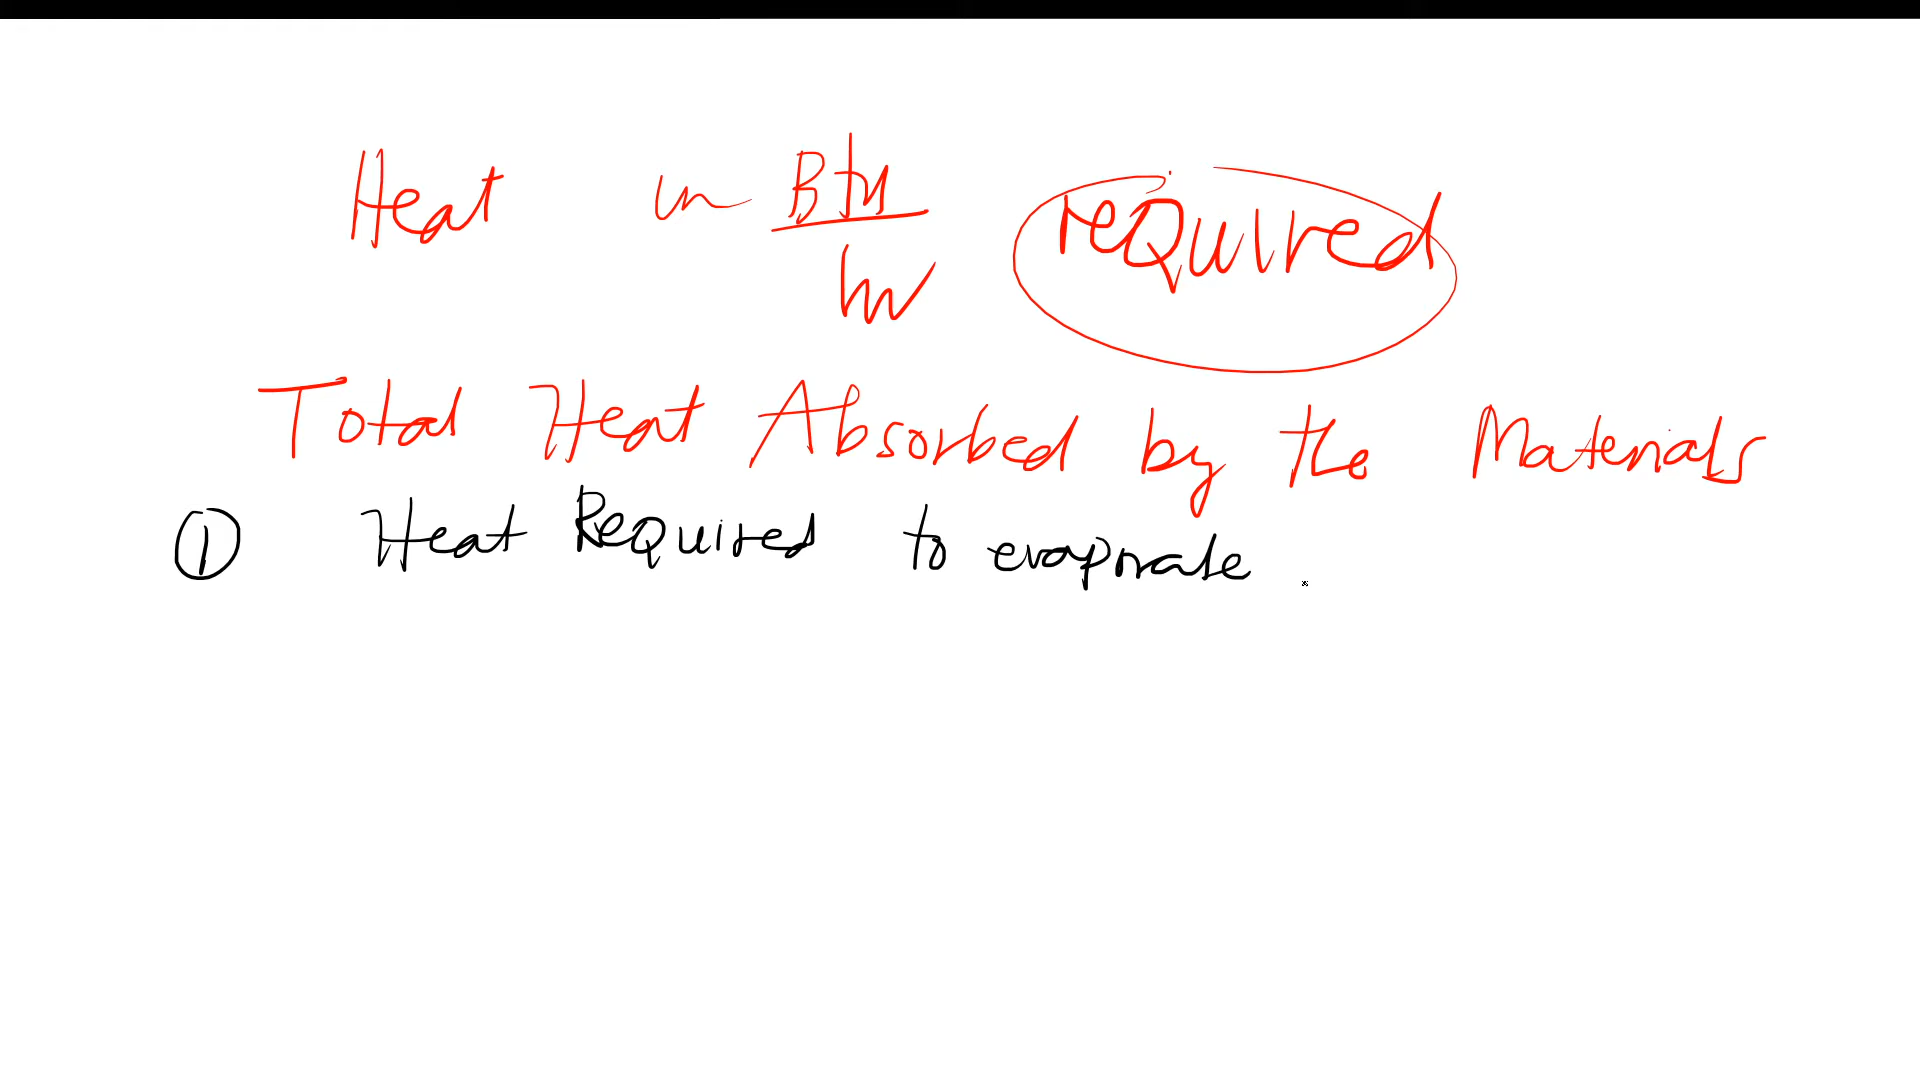 Heat in Btu/hr required
Total Heat Absorbed by the Materials
① Heat Required to evaporate